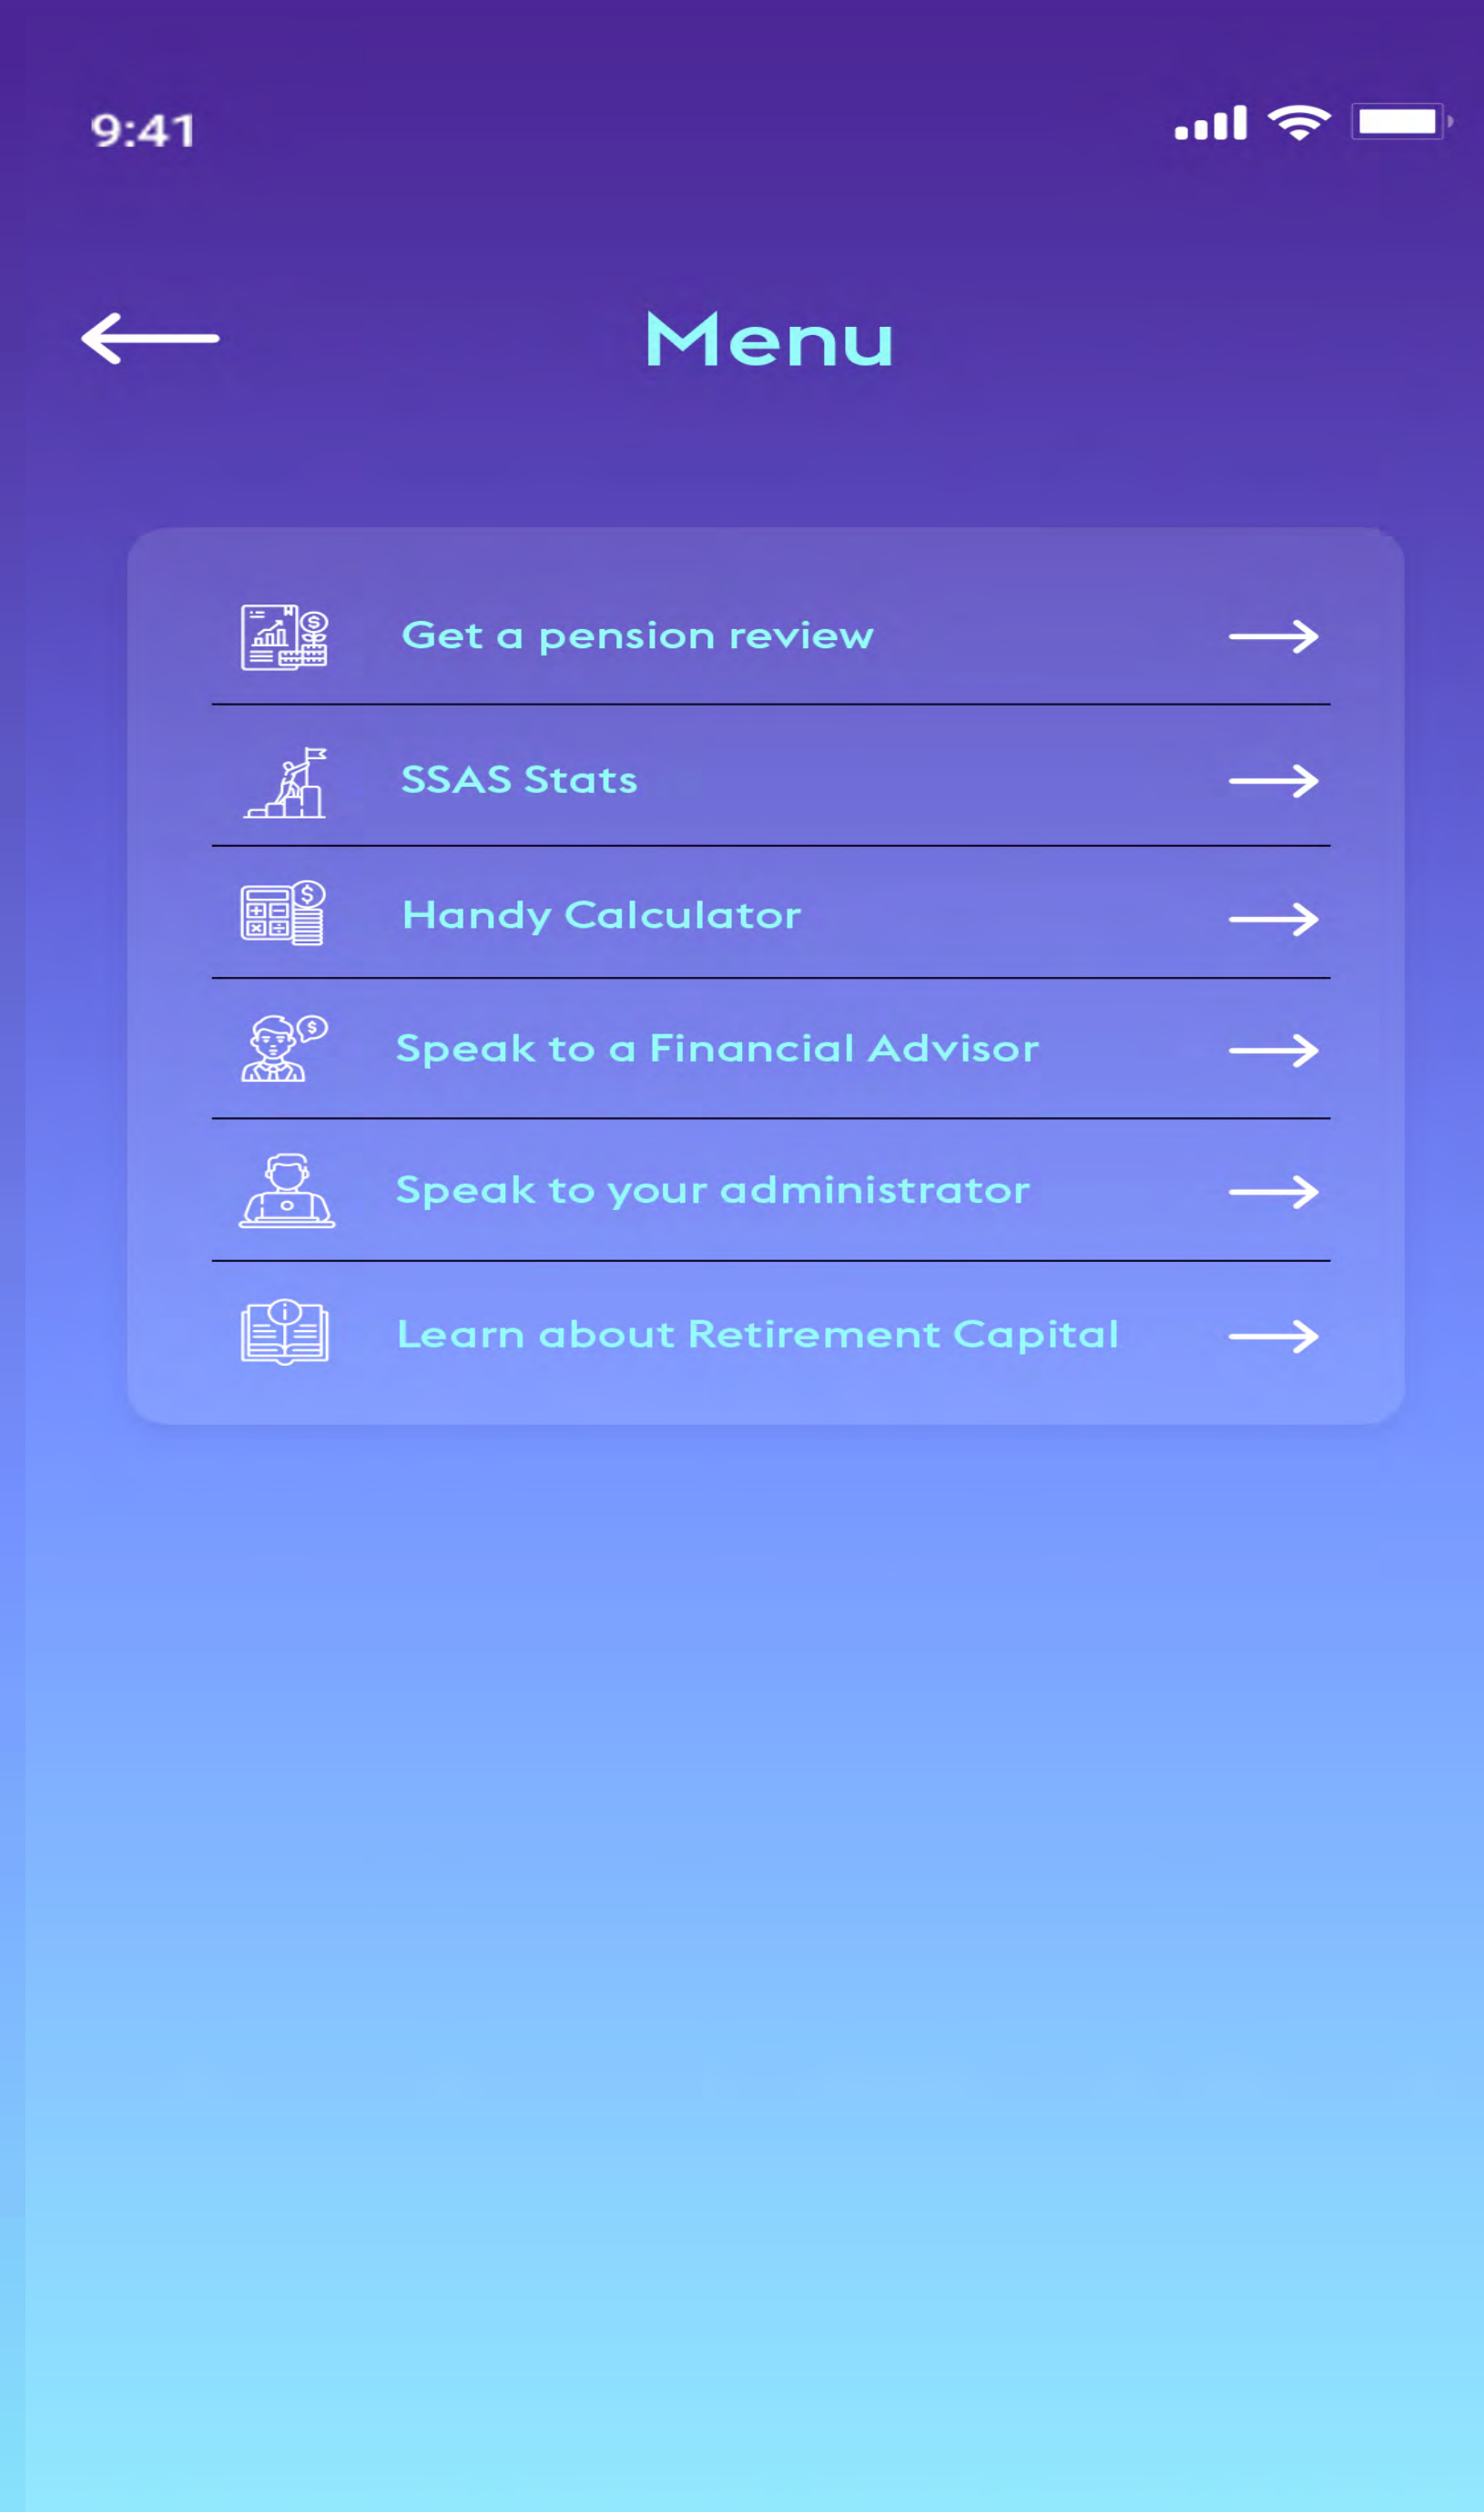 9:41
Menu
Get a pension review
SSAS Stats
Handy Calculator
Speak to a Financial Advisor
Speak to your administrator
Learn about Retirement Capital